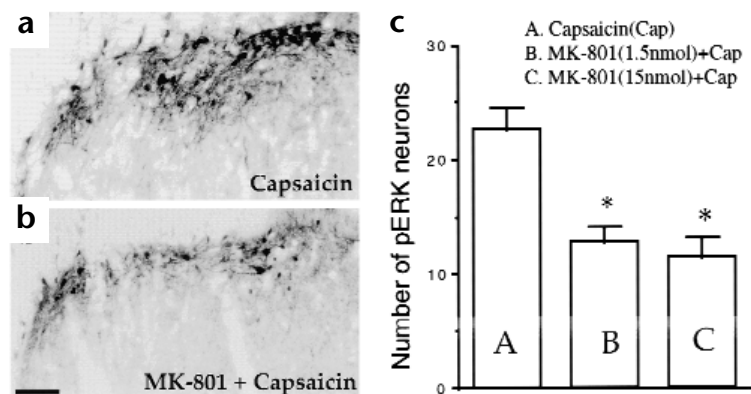 a
Capsaicin
b
MK-801 + Capsaicin
c
A. Capsaicin(Cap)
B. MK-801(1.5nmol)+Cap
C. MK-801(15nmol)+Cap
Number of pERK neurons
30
20
10
0
*
*
A
B
C